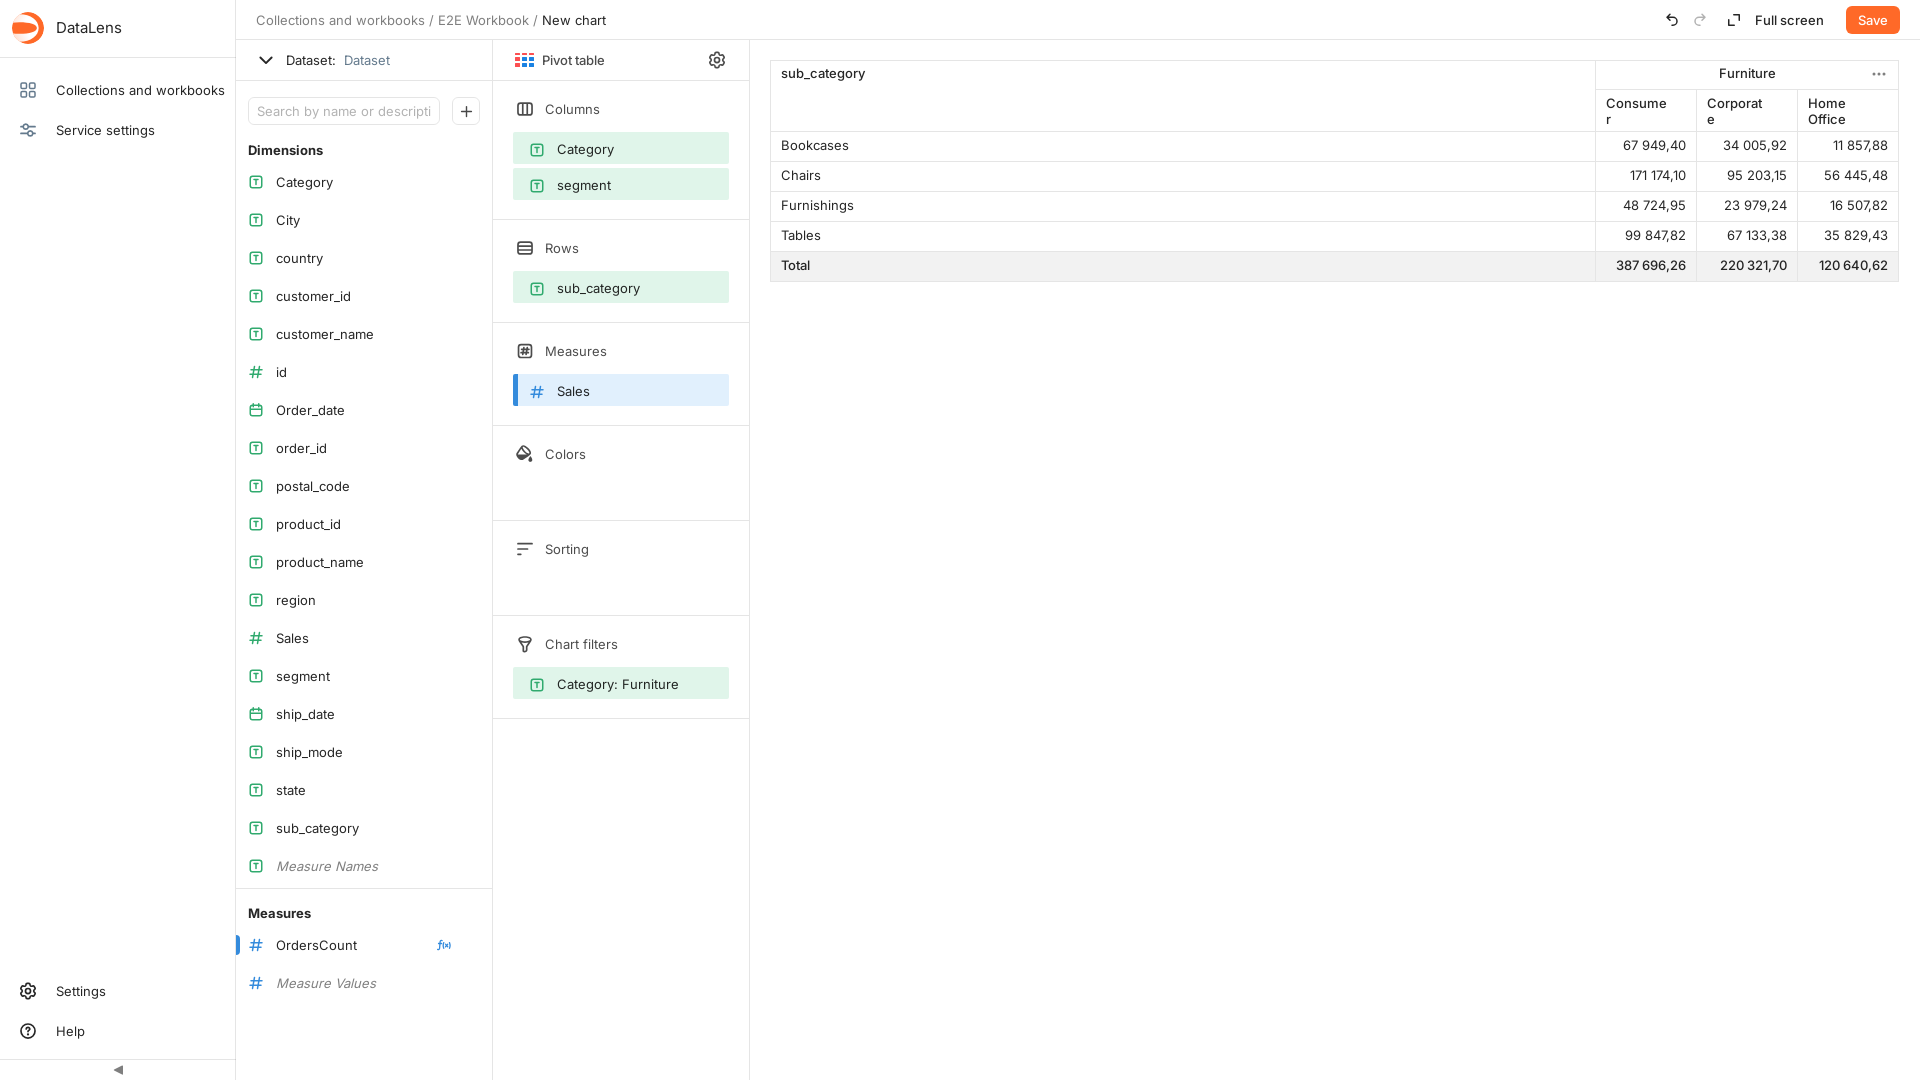 DataLens
Collections and workbooks
Service settings
Settings
Help
Collections and workbooks / E2E Workbook / New chart
Full screen
Save
Dataset: Dataset
Search by name or descripti
Dimensions
Category
City
country
customer_id
customer_name
id
Order_date
order_id
postal_code
product_id
product_name
region
Sales
segment
ship_date
ship_mode
state
sub_category
Measure Names
Measures
OrdersCount
f(x)
Measure Values
Pivot table
Columns
Category
segment
Rows
sub_category
Measures
Sales
Colors
Sorting
Chart filters
Category: Furniture
sub_category Furniture
Consume
r
Corporat
e
Home
Office
Bookcases 67 949,40 34 005,92 11 857,88
Chairs 171 174,10 95 203,15 56 445,48
Furnishings 48 724,95 23 979,24 16 507,82
Tables 99 847,82 67 133,38 35 829,43
Total 387 696,26 220 321,70 120 640,62